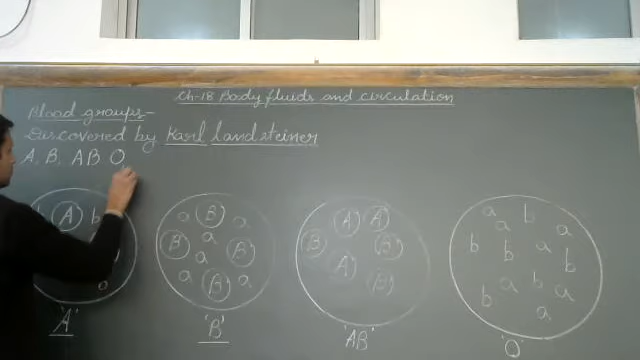 Ch-18 Body fluids and circulation
Blood groups-
Discovered by Karl landsteiner
A, B, AB O
A b
a
B a
B a B
a a
B a
A A
B B
A B
a b a
a
b b a b
b a b a
a
'A' 'B' 'AB' 'O'